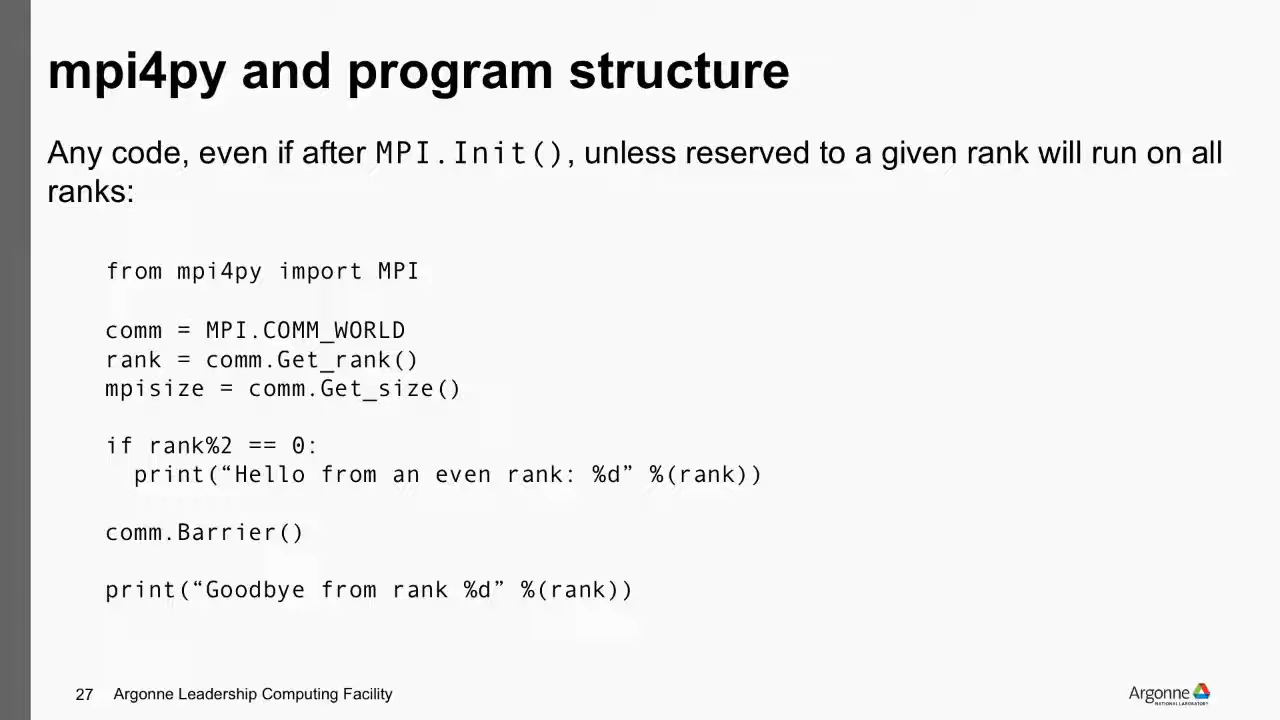 mpi4py and program structure
Any code, even if after MPI.Init(), unless reserved to a given rank will run on all
ranks:
from mpi4py import MPI
comm = MPI.COMM_WORLD
rank = comm.Get_rank()
mpisize = comm.Get_size()
if rank%2 == 0:
  print(“Hello from an even rank: %d” %(rank))
comm.Barrier()
print(“Goodbye from rank %d” %(rank))
27 Argonne Leadership Computing Facility
Argonne
NATIONAL LABORATORY